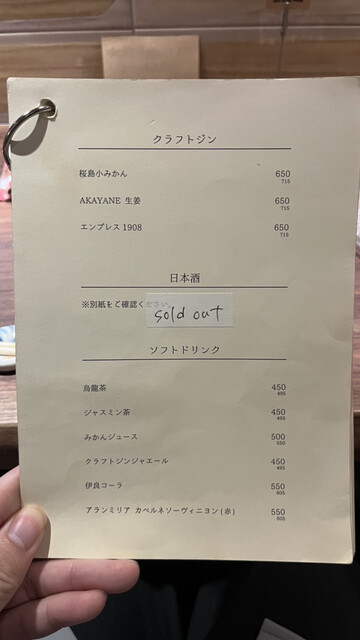 クラフトジン
桜島小みかん 650
715
AKAYANE 生姜 650
715
エンプレス 1908 650
715
日本酒
※別紙をご確認ください。
sold out
ソフトドリンク
烏龍茶 450
495
ジャスミン茶 450
495
みかんジュース 500
550
クラフトジンジャエール 450
495
伊良コーラ 550
605
アランミリア カベルネソーヴィニヨン(赤) 550
605